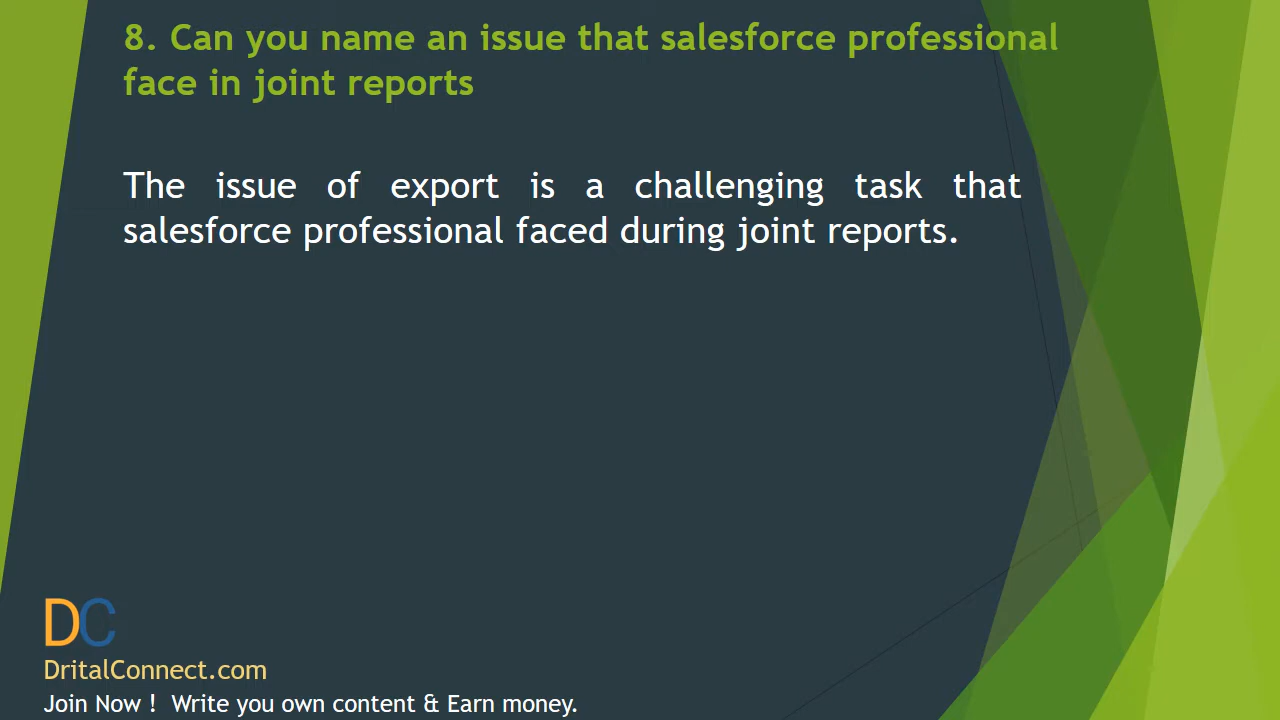 8. Can you name an issue that salesforce professional
face in joint reports
The issue of export is a challenging task that
salesforce professional faced during joint reports.
DC
DritalConnect.com
Join Now ! Write you own content & Earn money.